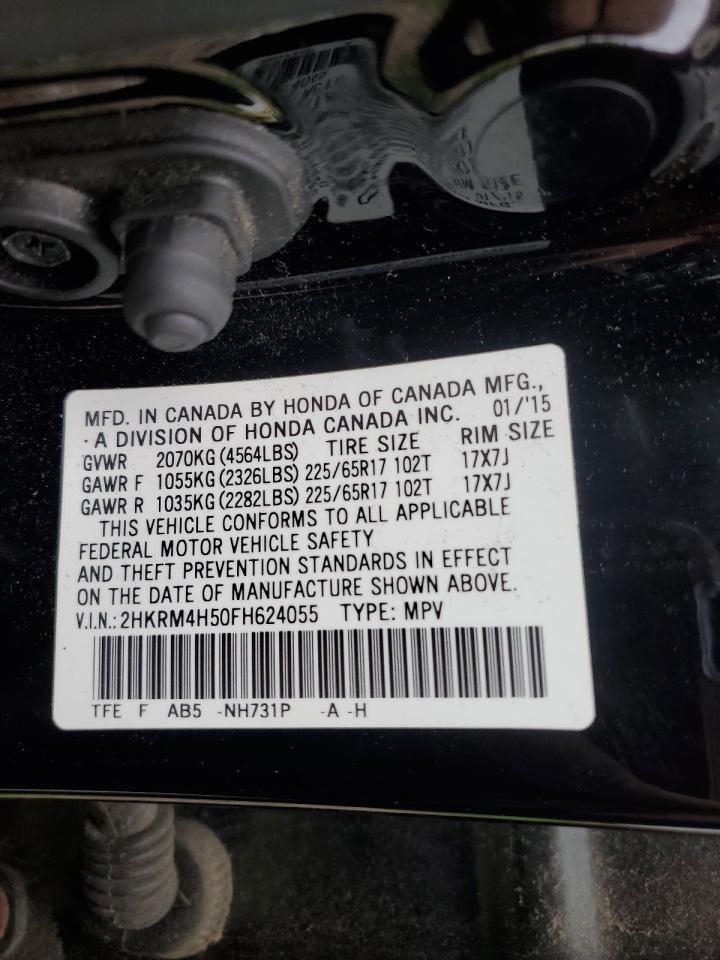 MFD. IN CANADA BY HONDA OF CANADA MFG.,
· A DIVISION OF HONDA CANADA INC. 01/'15
GVWR 2070KG (4564LBS) TIRE SIZE RIM SIZE
GAWR F 1055KG (2326LBS) 225/65R17 102T 17X7J
GAWR R 1035KG (2282LBS) 225/65R17 102T 17X7J
THIS VEHICLE CONFORMS TO ALL APPLICABLE
FEDERAL MOTOR VEHICLE SAFETY
AND THEFT PREVENTION STANDARDS IN EFFECT
ON THE DATE OF MANUFACTURE SHOWN ABOVE.
V.I.N.: 2HKRM4H50FH624055 TYPE: MPV
TFE F AB5 -NH731P -A -H